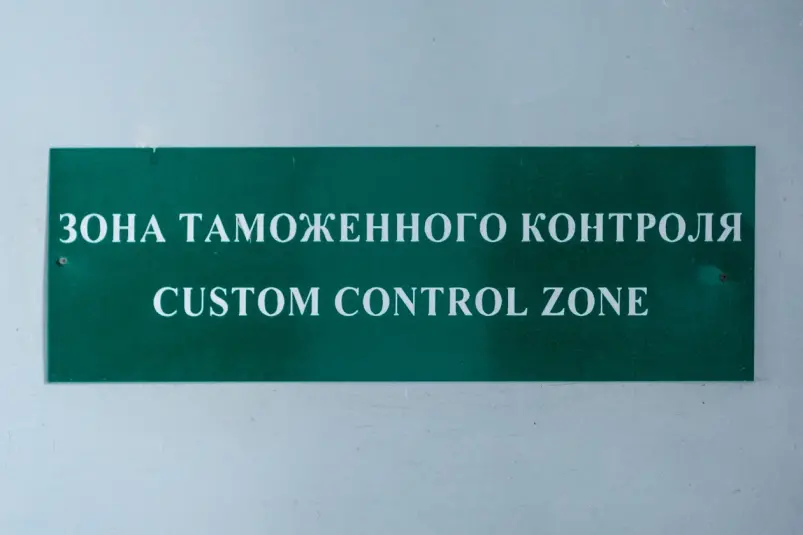 ЗОНА ТАМОЖЕННОГО КОНТРОЛЯ
CUSTOM CONTROL ZONE